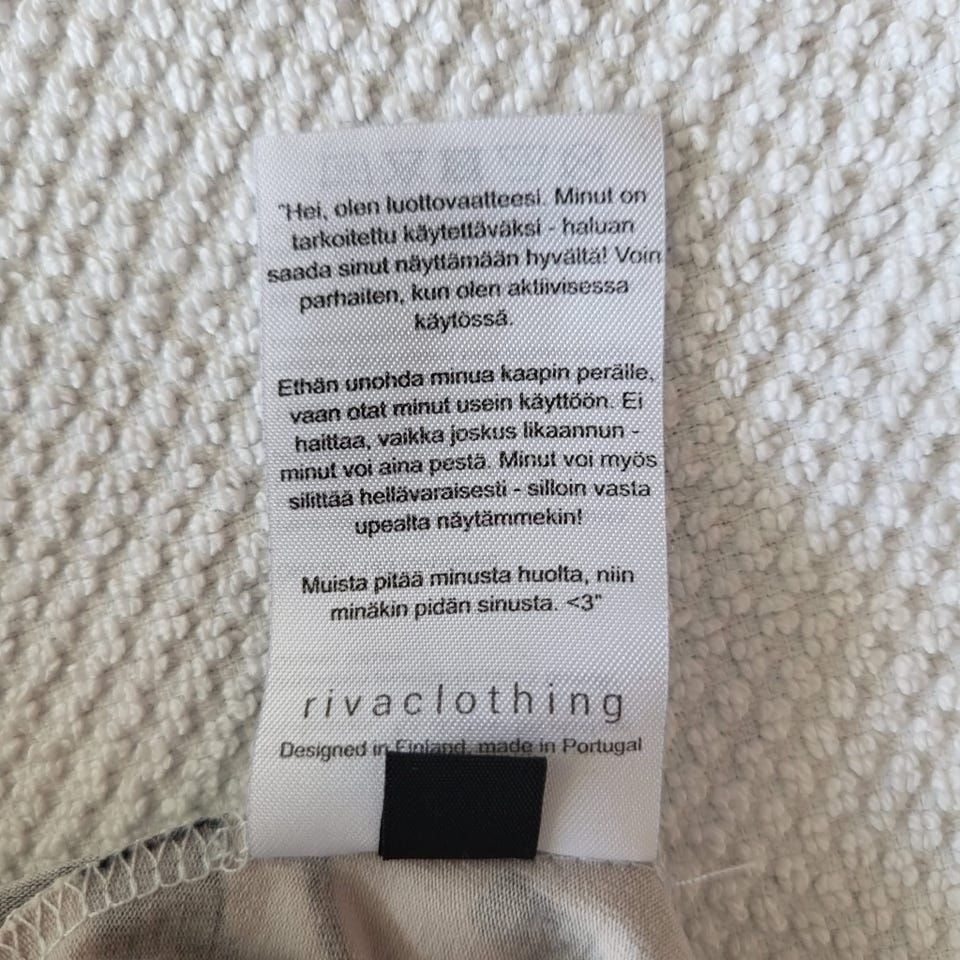 "Hei, olen luottovaatteesi. Minut on
tarkoitettu käytettäväksi - haluan
saada sinut näyttämään hyvältä! Voin
parhaiten, kun olen aktiivisessa
käytössä.
Ethän unohda minua kaapin perälle,
vaan otat minut usein käyttöön. Ei
haittaa, vaikka joskus likaannun -
minut voi aina pestä. Minut voi myös
silittää hellävaraisesti - silloin vasta
upealta näytämmekin!
Muista pitää minusta huolta, niin
minäkin pidän sinusta. <3"
rivaclothing
Designed in Finland, made in Portugal